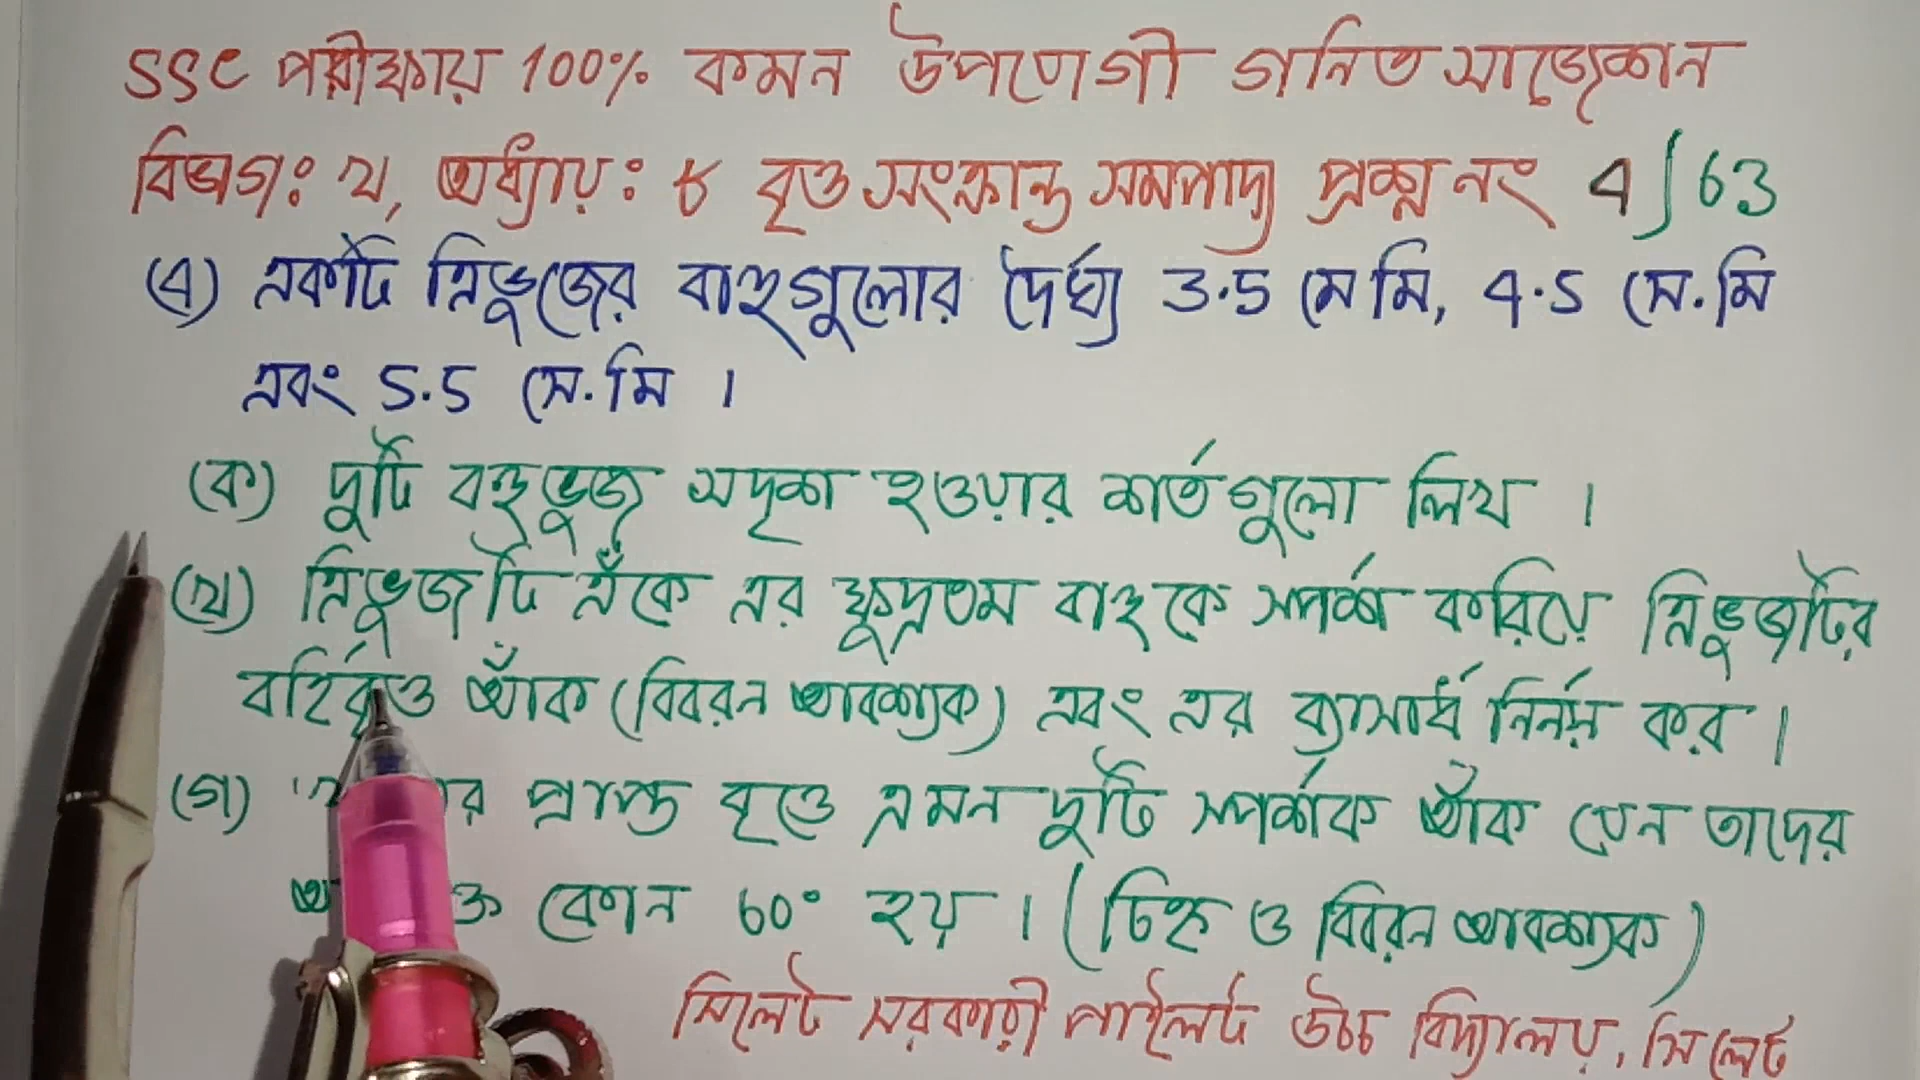 SSC পরীক্ষায় 100% কমন উপযোগী গনিত সাজেশান
বিভাগঃ খ, অধ্যায়ঃ ৮ বৃত্ত সংক্রান্ত সম্পাদ্য প্রশ্ন নং 4/63
(4) একটি ত্রিভুজের বাহুগুলোর দৈর্ঘ্য 3.5 সে মি, 4.5 সে.মি
এবং 5.5 সে.মি ।
(ক) দুটি বহুভুজ সদৃশ হওয়ার শর্তগুলো লিখ ।
(খ) ত্রিভুজটি এঁকে এর ক্ষুদ্রতম বাহুকে স্পর্শ করিয়ে ত্রিভুজটির
বহির্বৃত্ত আঁক (বিবরন আবশ্যক) এবং এর ব্যাসার্ধ নির্নয় কর ।
(গ) প্রাপ্ত বৃত্তে এমন দুটি স্পর্শক আঁক যেন তাদের
কোন 60° হয় । (চিহ্ন ও বিবরন আবশ্যক)
সিলেট সরকারী পাইলট উচ্চ বিদ্যালয়, সিলেট